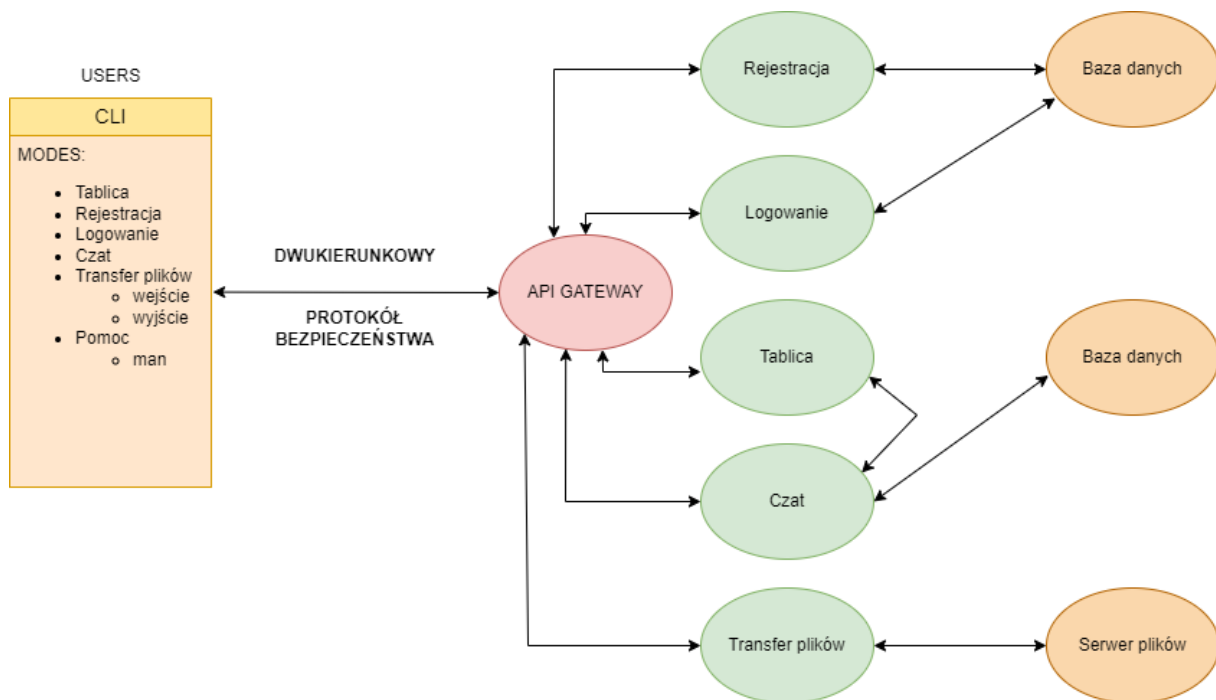 USERS
CLI
MODES:
Tablica
Rejestracja
Logowanie
Czat
Transfer plików
wejście
wyjście
Pomoc
man
DWUKIERUNKOWY
PROTOKÓŁ
BEZPIECZEŃSTWA
API GATEWAY
Rejestracja
Baza danych
Logowanie
Tablica
Baza danych
Czat
Transfer plików
Serwer plików